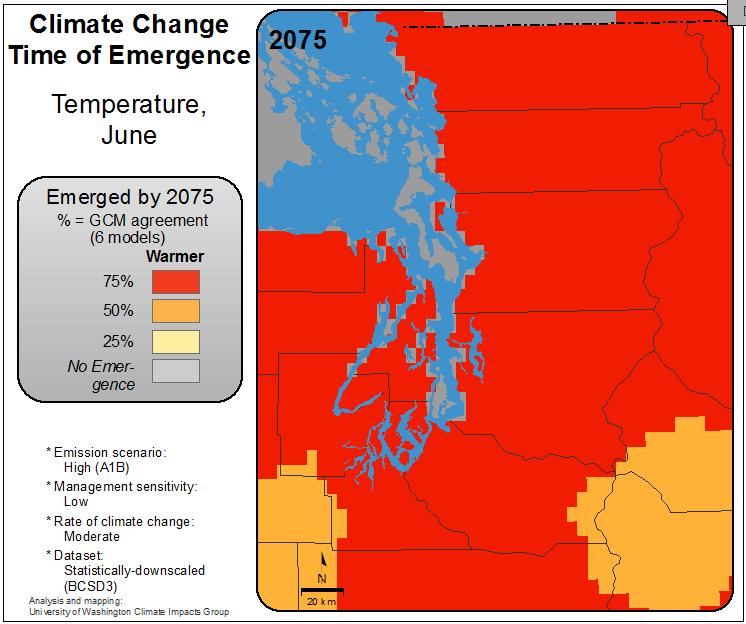 Climate Change
Time of Emergence
Temperature,
June
Emerged by 2075
% = GCM agreement
(6 models)
Warmer
75%
50%
25%
No Emer-
gence
* Emission scenario:
High (A1B)
* Management sensitivity:
Low
* Rate of climate change:
Moderate
* Dataset:
Statistically-downscaled
(BCSD3)
Analysis and mapping:
University of Washington Climate Impacts Group
2075
N
20 km